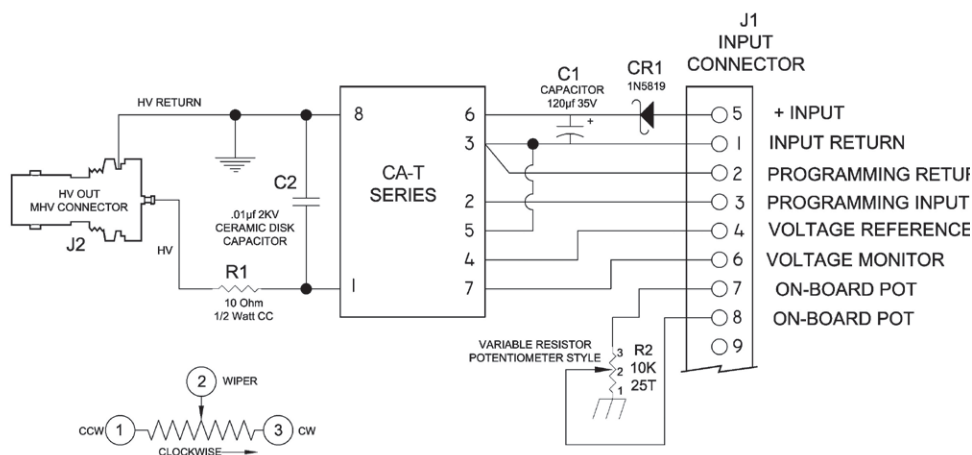 J1
INPUT
CONNECTOR
C1
CAPACITOR
120µf 35V
+
CR1
1N5819
HV RETURN
8
6
5
+ INPUT
3
1
INPUT RETURN
CA-T
SERIES
2
PROGRAMMING RETUR
HV OUT
MHV CONNECTOR
J2
C2
.01µf 2KV
CERAMIC DISK
CAPACITOR
2
3
PROGRAMMING INPUT
5
4
VOLTAGE REFERENCE
HV
4
6
VOLTAGE MONITOR
R1
10 Ohm
1/2 Watt CC
1
7
7
ON-BOARD POT
8
ON-BOARD POT
9
VARIABLE RESISTOR
POTENTIOMETER STYLE
3
2
1
R2
10K
25T
2
WIPER
CCW
1
3
CW
CLOCKWISE